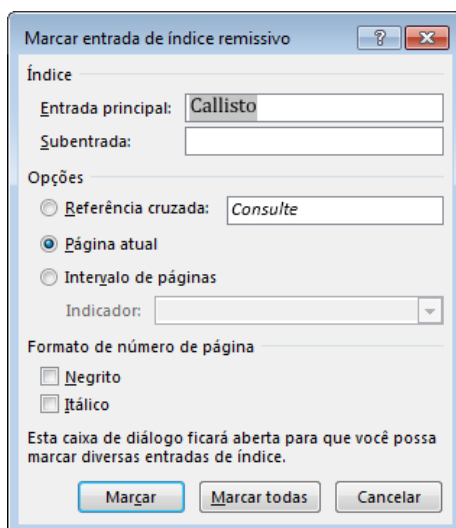 Marcar entrada de índice remissivo
Índice
Entrada principal: Callisto
Subentrada:
Opções
Referência cruzada: Consulte
Página atual
Intervalo de páginas
Indicador:
Formato de número de página
Negrito
Itálico
Esta caixa de diálogo ficará aberta para que você possa
marcar diversas entradas de índice.
Marcar Marcar todas Cancelar